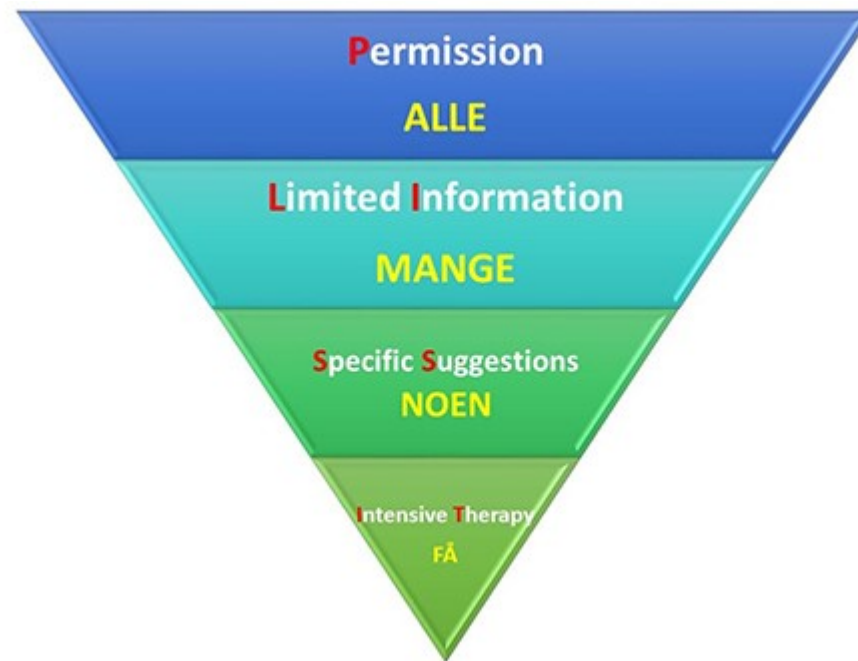 Permission
ALLE
Limited Information
MANGE
Specific Suggestions
NOEN
Intensive Therapy
FÅ